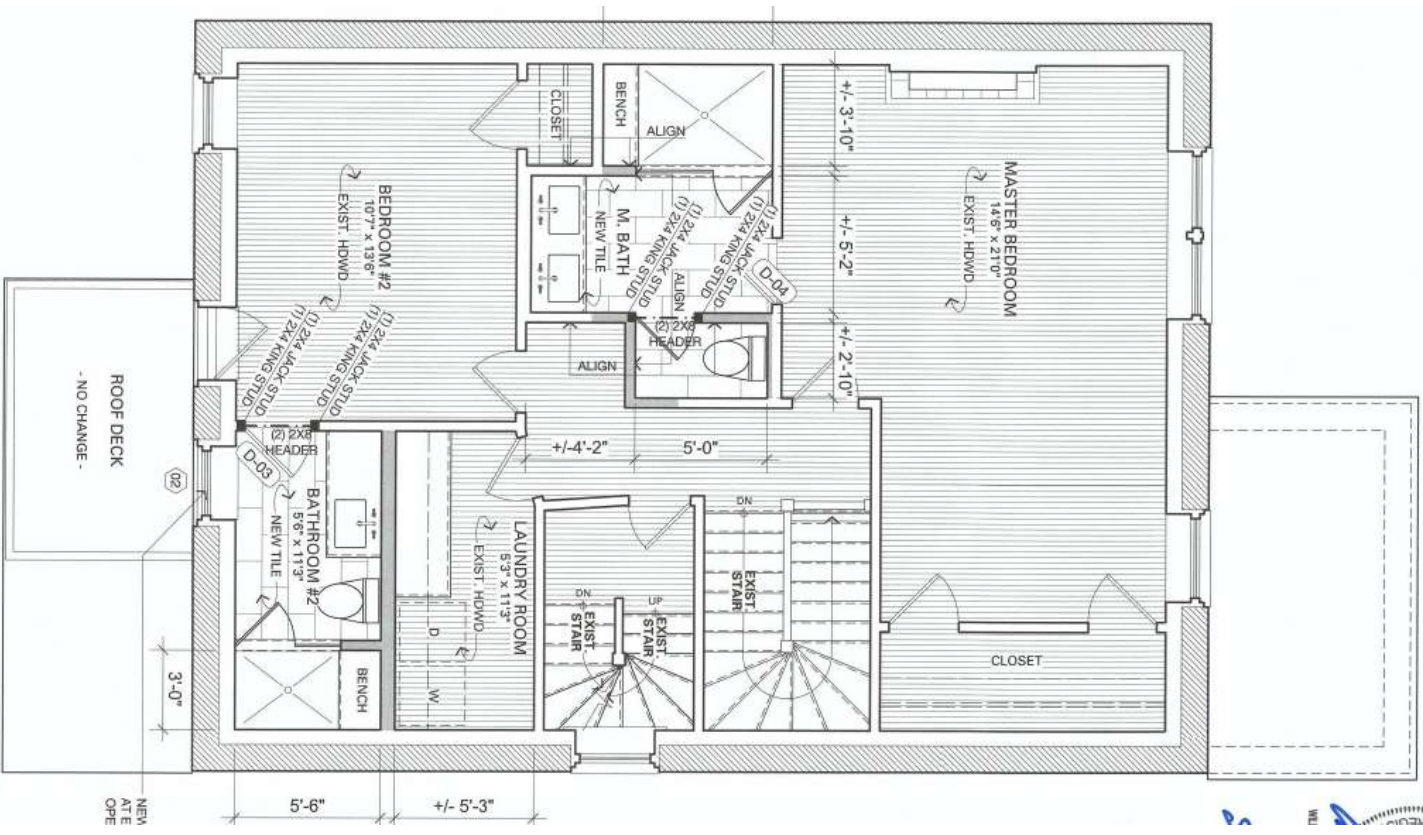 CLOSET
BENCH
ALIGN
+/- 3'-10"
MASTER BEDROOM
14'6" x 21'0"
EXIST. HDWD
BEDROOM #2
10'7" x 13'6"
EXIST. HDWD
M. BATH
NEW TILE
+/- 5'-2"
(1) 2X4 JACK STUD
(1) 2X4 KING STUD
(1) 2X4 JACK STUD
(1) 2X4 KING STUD
D-04
ALIGN
(2) 2X8
HEADER
ALIGN
+/- 2'-10"
(1) 2X4 JACK STUD
(1) 2X4 KING STUD
(1) 2X4 JACK STUD
(1) 2X4 KING STUD
ROOF DECK
- NO CHANGE -
(2) 2X8
HEADER
D-03
02
+/-4'-2"
5'-0"
BATHROOM #2
5'6" x 11'3"
NEW TILE
LAUNDRY ROOM
5'3" x 11'3"
EXIST. HDWD
DN
EXIST.
STAIR
DN
EXIST.
STAIR
UP
EXIST.
STAIR
D
W
CLOSET
BENCH
3'-0"
5'-6"
+/- 5'-3"
NEW
AT E
OPE